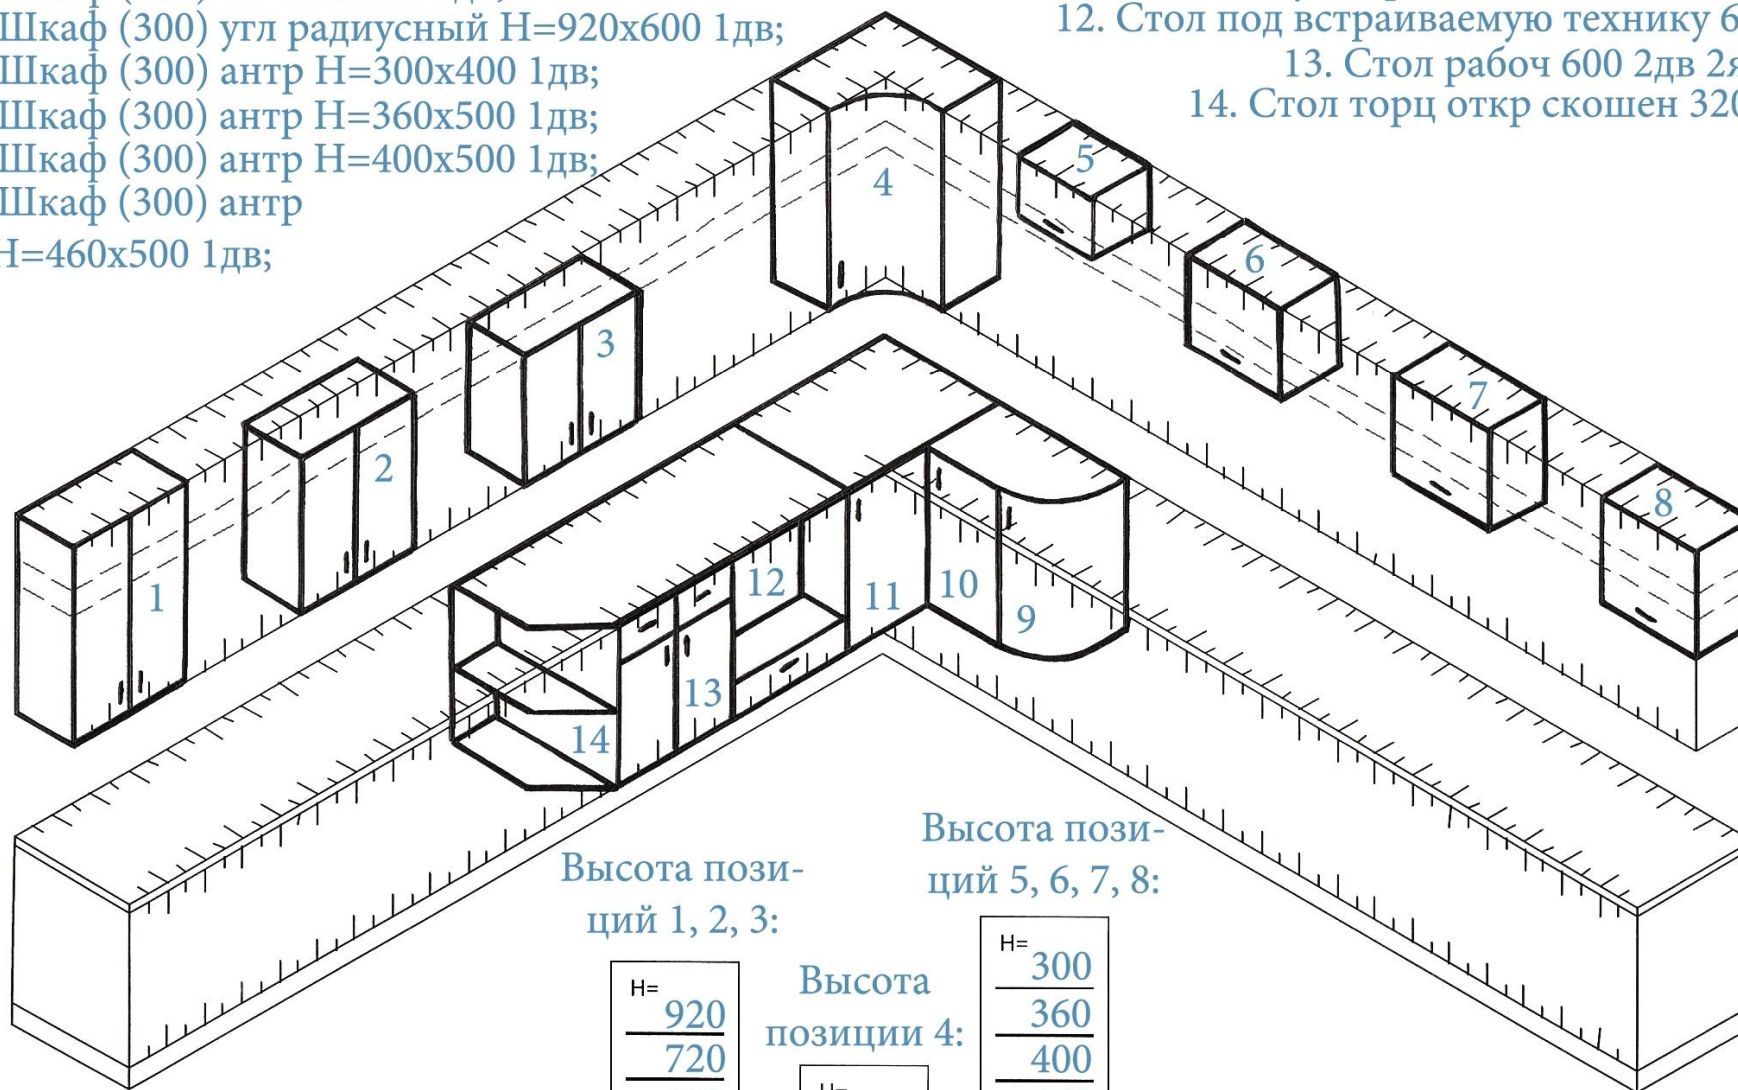 Шкаф (300) угл радиусный Н=920х600 1дв;
Шкаф (300) антр Н=300х400 1дв;
Шкаф (300) антр Н=360х500 1дв;
Шкаф (300) антр Н=400х500 1дв;
Шкаф (300) антр
Н=460х500 1дв;
12. Стол под встраиваемую технику 6
13. Стол рабоч 600 2дв 2я
14. Стол торц откр скошен 320
4
5
6
3
7
2
8
1
12
11
10
9
13
14
Высота пози-
ций 1, 2, 3:
H=
920
720
Высота
позиции 4:
H=
Высота пози-
ций 5, 6, 7, 8:
H=
300
360
400